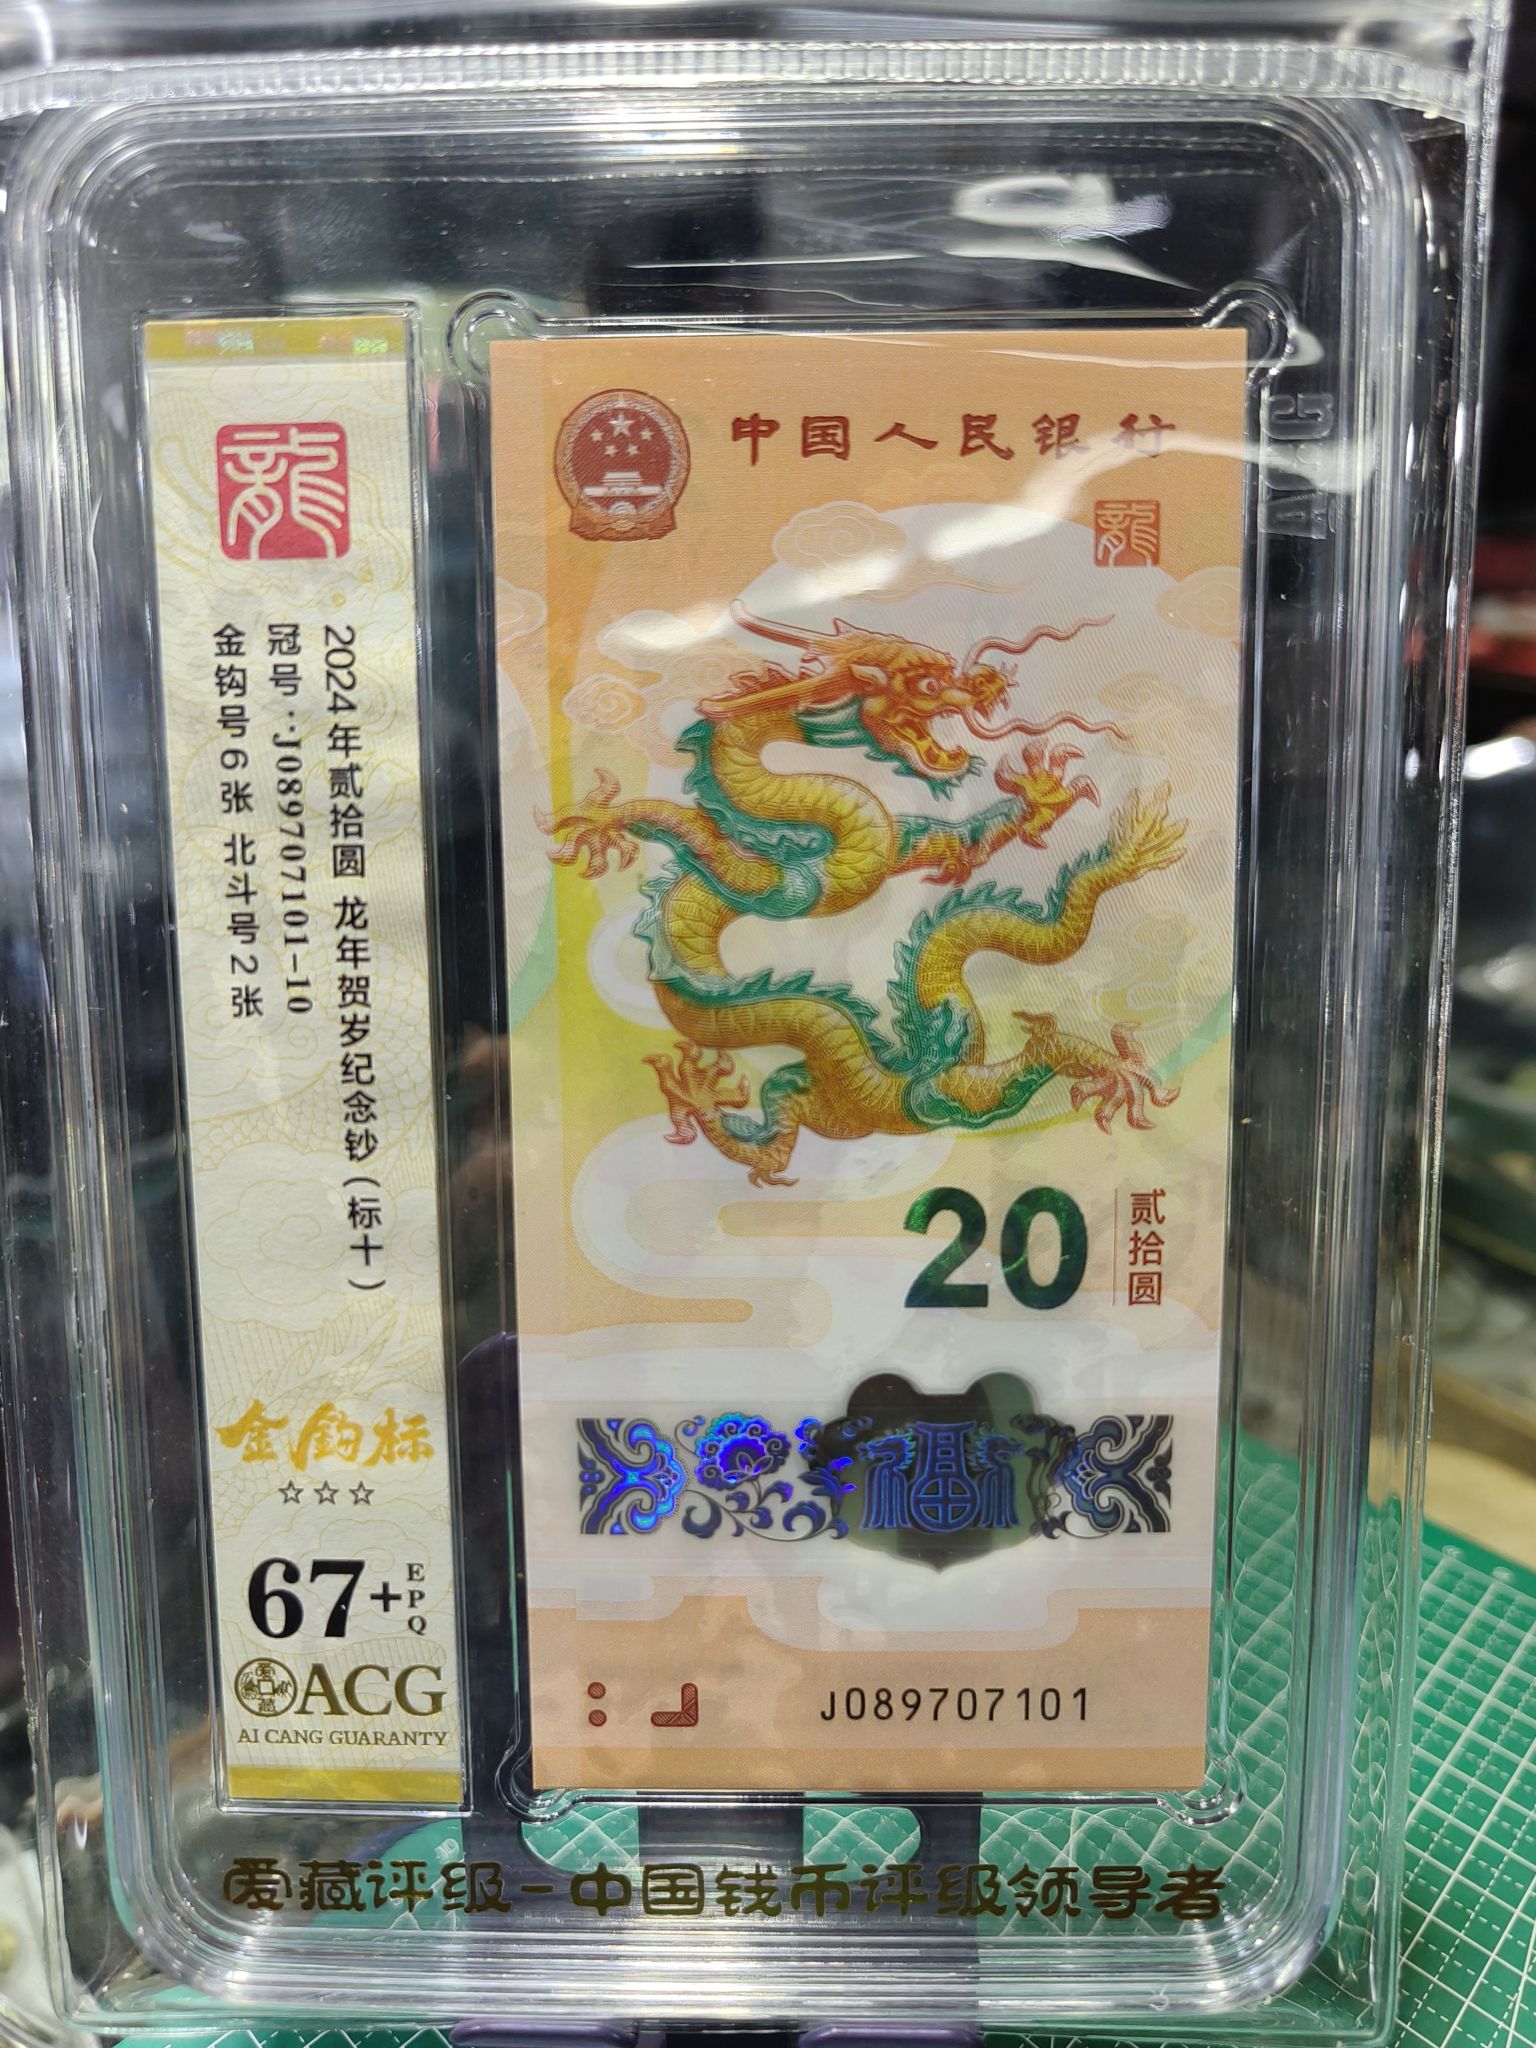 龍
2024年贰拾圆 龙年贺岁纪念钞(标十)
冠号:J089707101-10
金钩号6张 北斗号2张
金钩标
☆☆☆
67+EPQ
爱藏
ACG
AI CANG GUARANTY
中国人民银行
龍
20
贰拾圆
福
J089707101
ACG
爱藏评级-中国钱币评级领导者